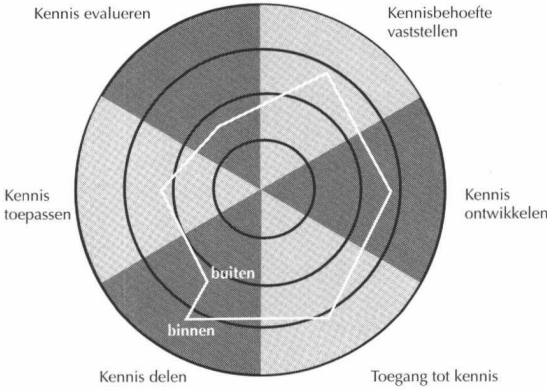 Kennis evalueren
Kennisbehoefte
vaststellen
Kennis
toepassen
Kennis
ontwikkelen
buiten
binnen
Kennis delen
Toegang tot kennis